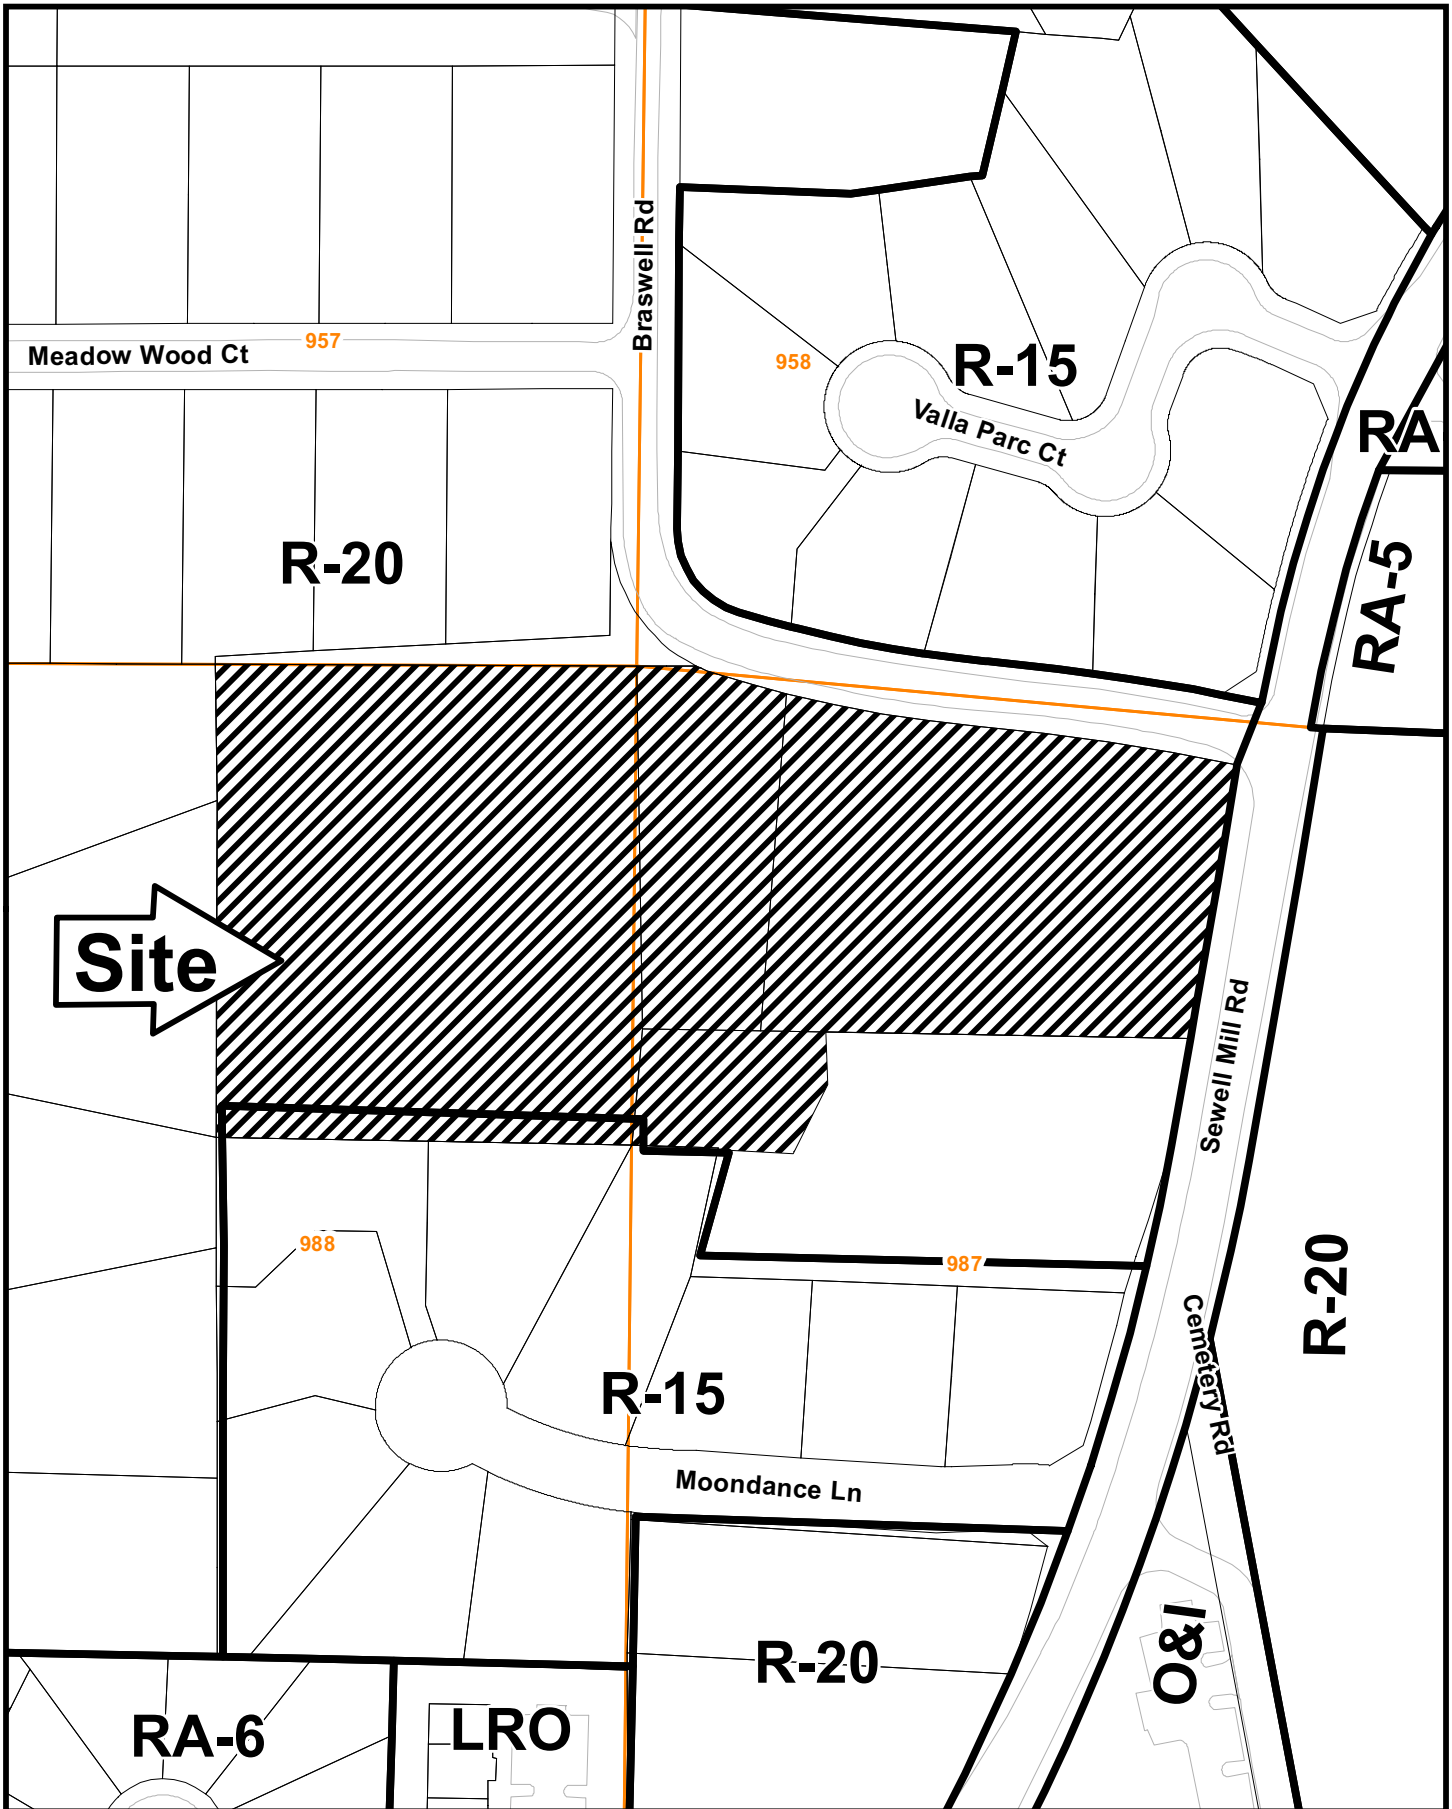 Braswell Rd
957
Meadow Wood Ct
958
R-15
Valla Parc Ct
RA
R-20
RA-5
Site
Sewell Mill Rd
988
987
R-20
Cemetery Rd
R-15
Moondance Ln
R-20
O&I
RA-6
LRO